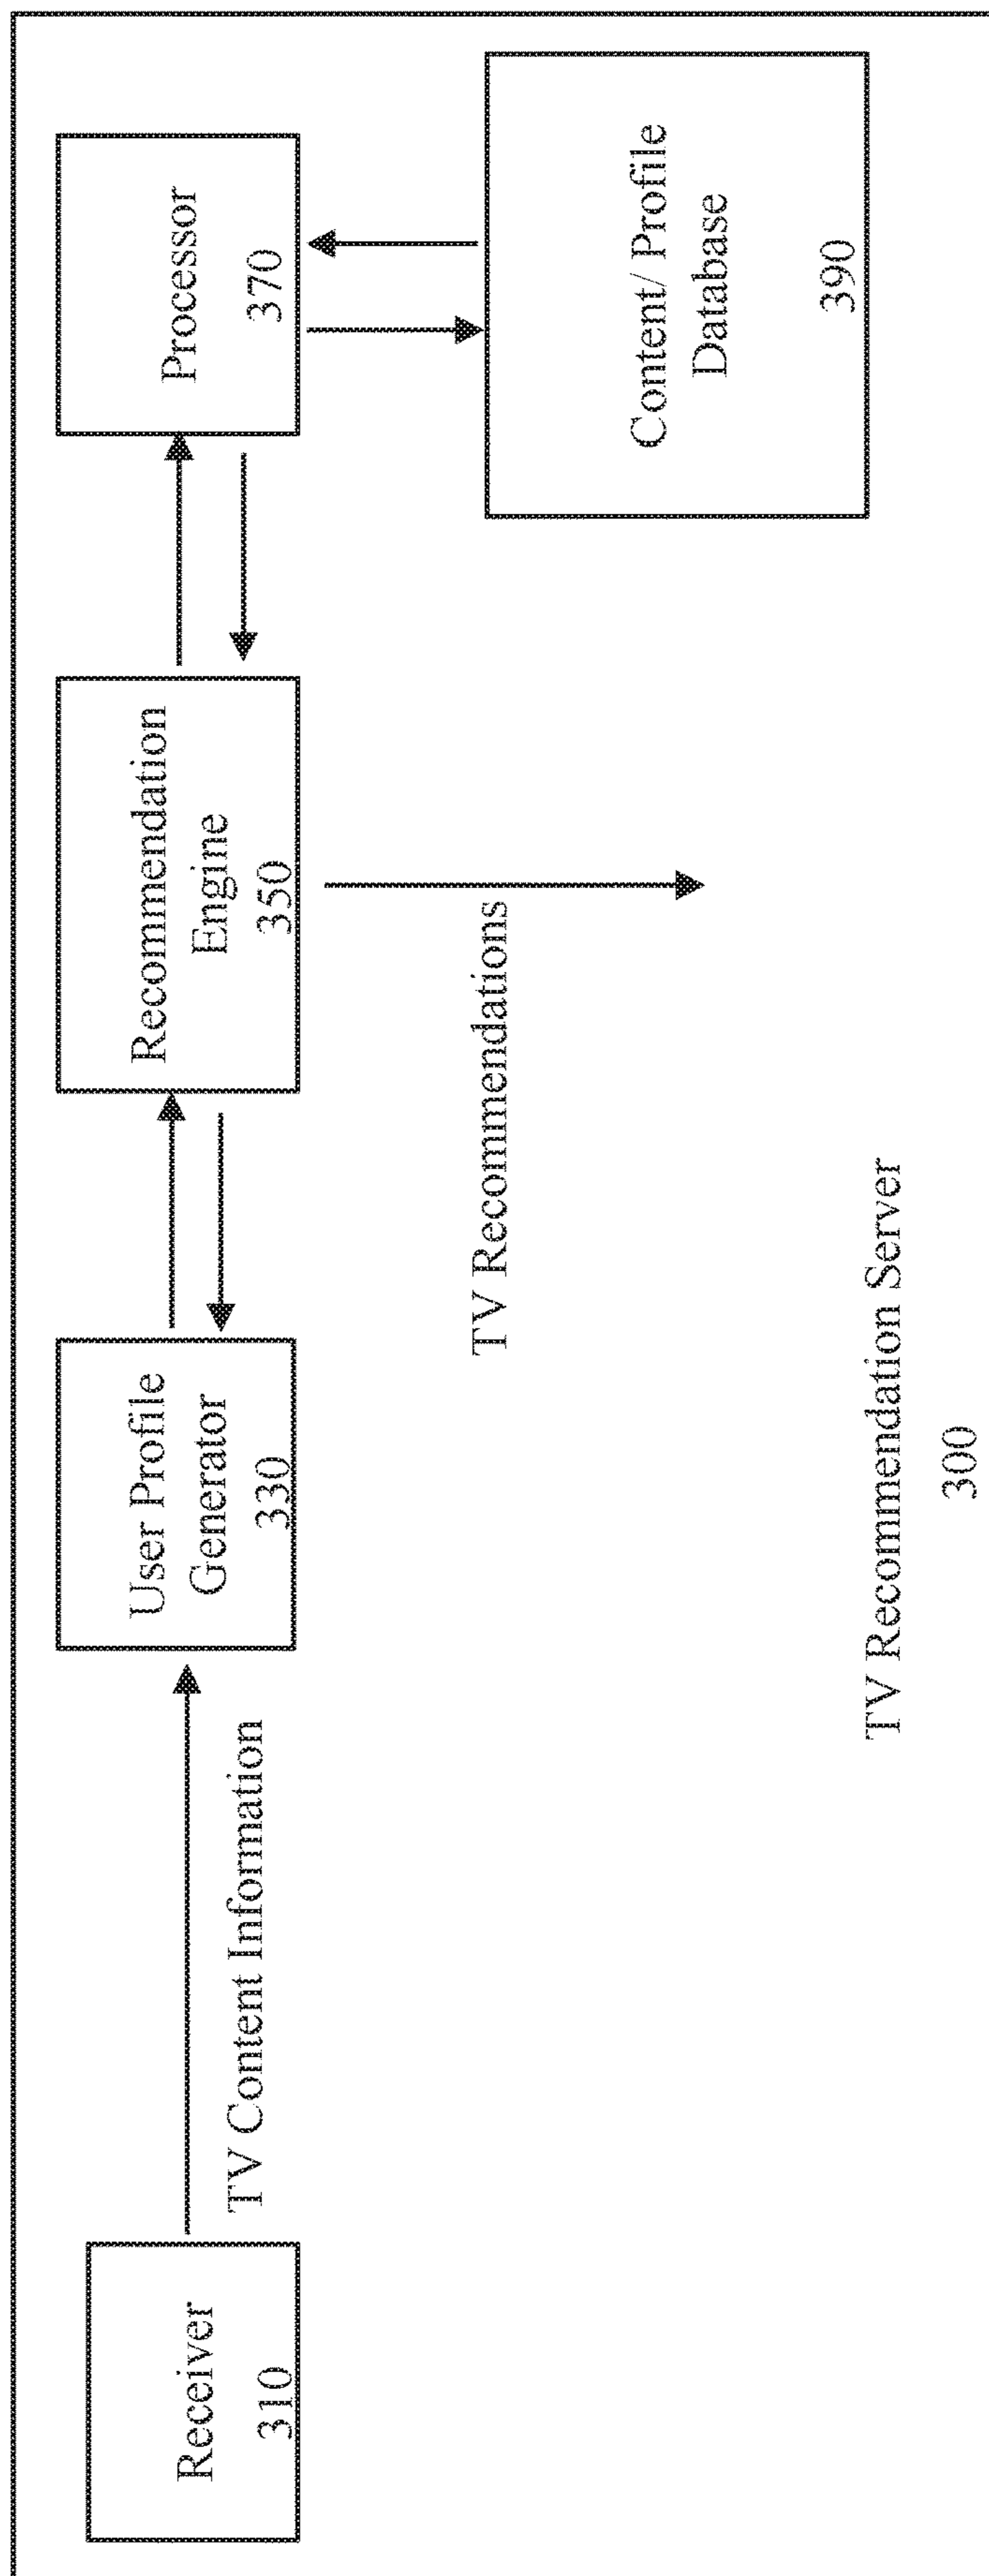 Receiver
310
TV Content Information
User Profile
Generator
330
Recommendation
Engine
350
TV Recommendations
Processor
370
Content/ Profile
Database
390
TV Recommendation Server
300